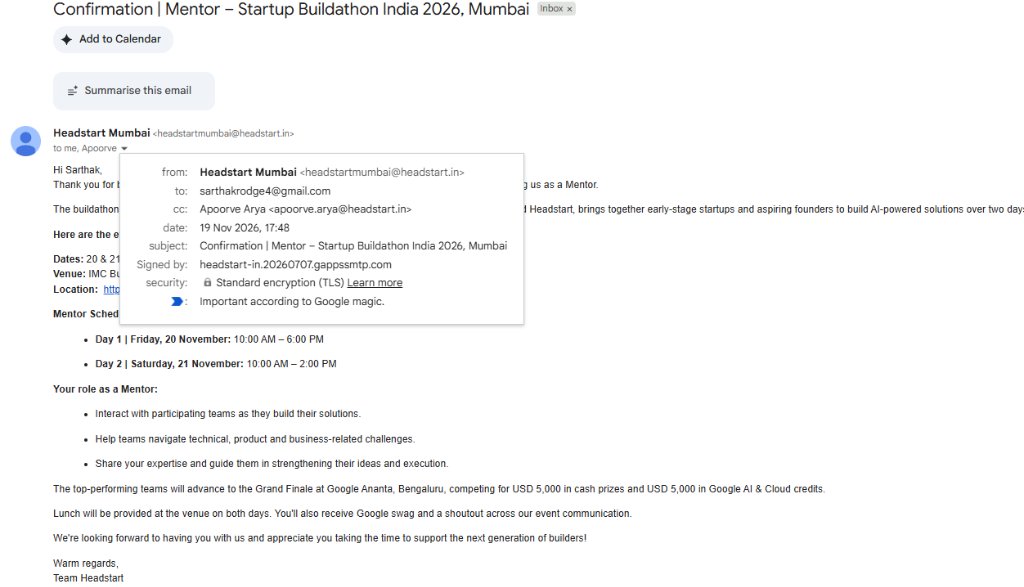 Confirmation | Mentor – Startup Buildathon India 2026, Mumbai Inbox ×
Add to Calendar
Summarise this email
Headstart Mumbai <headstartmumbai@headstart.in>
to me, Apoorve
Hi Sarthak,
Thank you for
g us as a Mentor.
The buildathon
Headstart, brings together early-stage startups and aspiring founders to build AI-powered solutions over two days
Here are the e
Dates: 20 & 21
Venue: IMC Bu
Location: http
Mentor Sched
from: Headstart Mumbai <headstartmumbai@headstart.in>
to: sarthakrodge4@gmail.com
cc: Apoorve Arya <apoorve.arya@headstart.in>
date: 19 Nov 2026, 17:48
subject: Confirmation | Mentor – Startup Buildathon India 2026, Mumbai
Signed by: headstart-in.20260707.gappssmtp.com
security: Standard encryption (TLS) Learn more
: Important according to Google magic.
• Day 1 | Friday, 20 November: 10:00 AM – 6:00 PM
• Day 2 | Saturday, 21 November: 10:00 AM – 2:00 PM
Your role as a Mentor:
• Interact with participating teams as they build their solutions.
• Help teams navigate technical, product and business-related challenges.
• Share your expertise and guide them in strengthening their ideas and execution.
The top-performing teams will advance to the Grand Finale at Google Ananta, Bengaluru, competing for USD 5,000 in cash prizes and USD 5,000 in Google AI & Cloud credits.
Lunch will be provided at the venue on both days. You'll also receive Google swag and a shoutout across our event communication.
We're looking forward to having you with us and appreciate you taking the time to support the next generation of builders!
Warm regards,
Team Headstart